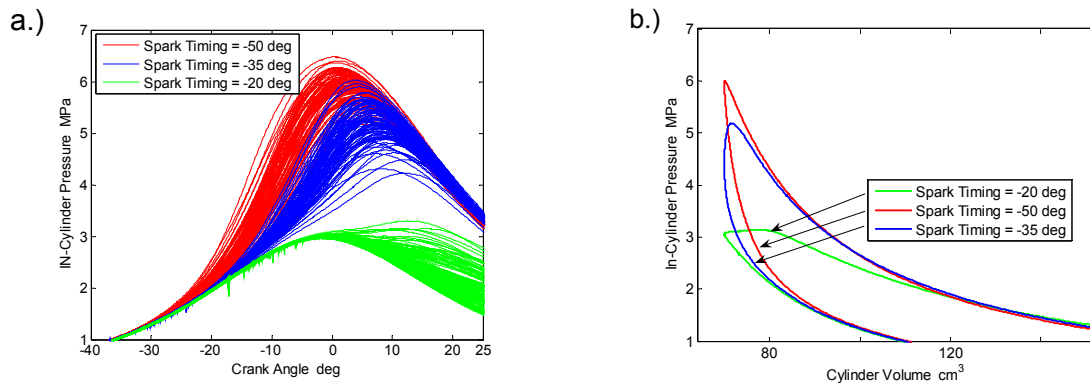 a.)
7
6
5
4
3
2
1
IN-Cylinder Pressure MPa
Spark Timing = -50 deg
Spark Timing = -35 deg
Spark Timing = -20 deg
-40 -30 -20 -10 0 10 20 25
Crank Angle deg
b.)
7
6
5
4
3
2
1
In-Cylinder Pressure MPa
Spark Timing = -20 deg
Spark Timing = -50 deg
Spark Timing = -35 deg
80 120
Cylinder Volume cm3